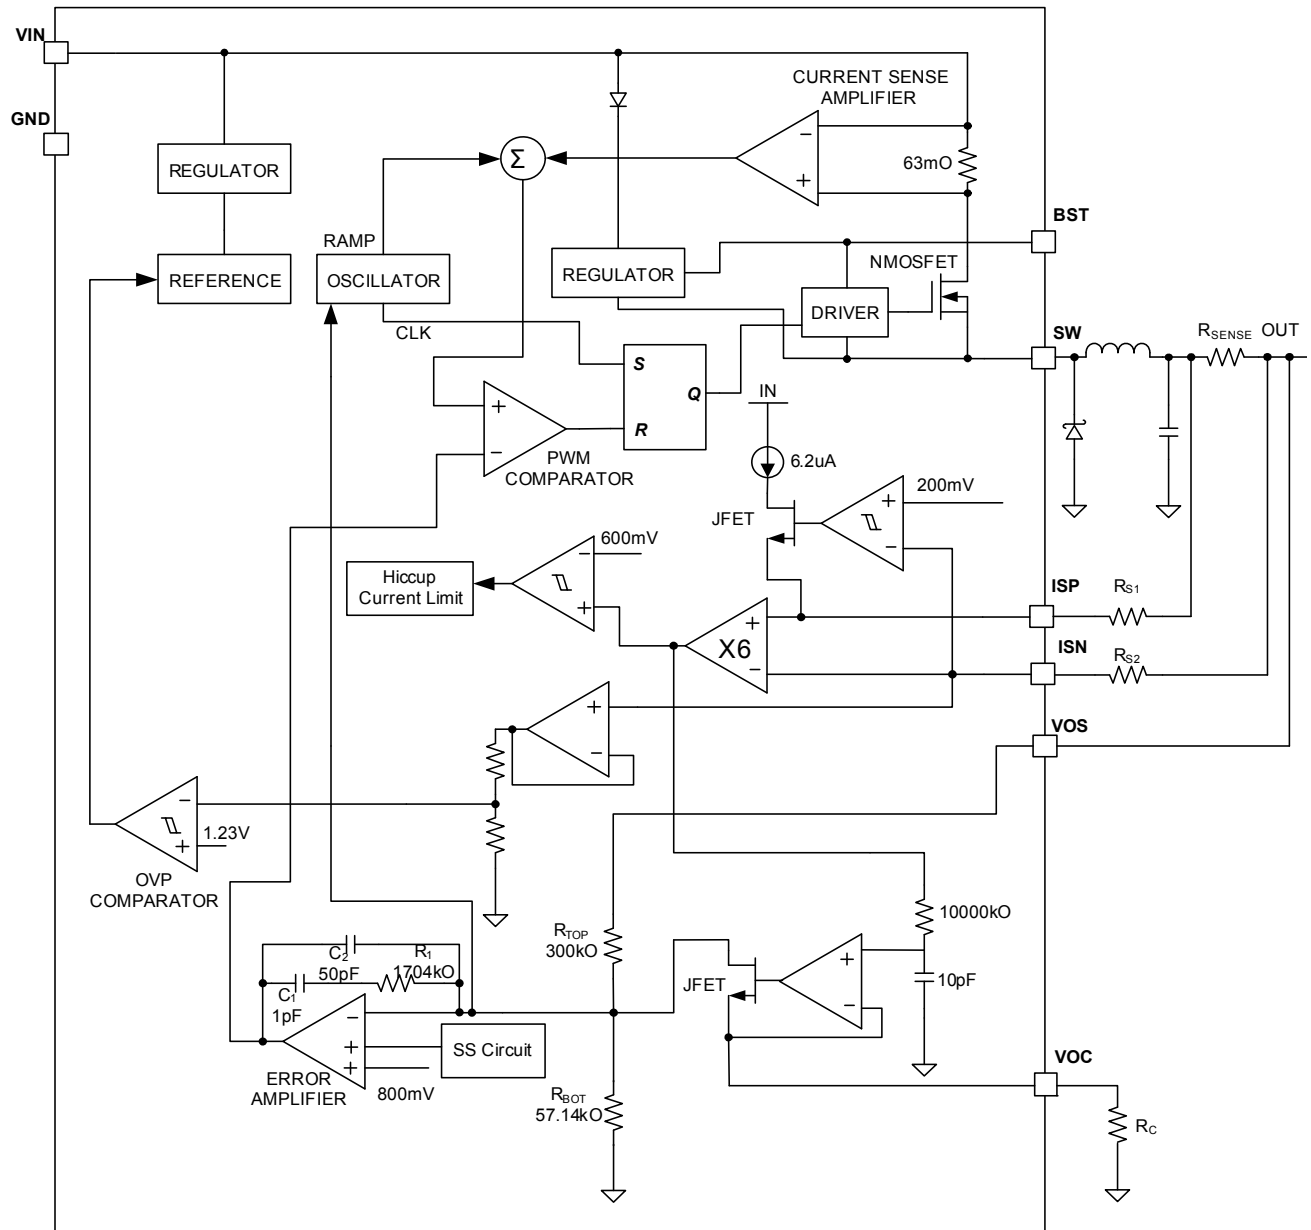 VIN
GND
CURRENT SENSE
AMPLIFIER
Σ
−
+
63mO
REGULATOR
BST
RAMP
NMOSFET
REFERENCE
OSCILLATOR
REGULATOR
DRIVER
CLK
SW
RSENSE OUT
S
Q
R
IN
+
−
PWM
COMPARATOR
6.2uA
200mV
+
−
JFET
600mV
−
+
Hiccup
Current Limit
ISP
RS1
+
X6
−
ISN
RS2
+
−
VOS
−
+
1.23V
OVP
COMPARATOR
10000kO
RTOP
300kO
C2
50pF
R1
1704kO
C1
1pF
JFET
+
−
10pF
−
+
+
SS Circuit
800mV
ERROR
AMPLIFIER
VOC
RBOT
57.14kO
RC